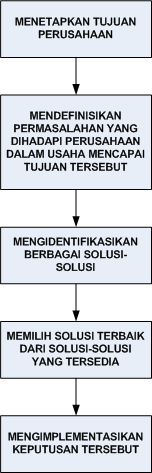 MENETAPKAN TUJUAN
PERUSAHAAN
MENDEFINISIKAN
PERMASALAHAN YANG
DIHADAPI PERUSAHAAN
DALAM USAHA MENCAPAI
TUJUAN TERSEBUT
MENGIDENTIFIKASIKAN
BERBAGAI SOLUSI-
SOLUSI
MEMILIH SOLUSI TERBAIK
DARI SOLUSI-SOLUSI
YANG TERSEDIA
MENGIMPLEMENTASIKAN
KEPUTUSAN TERSEBUT